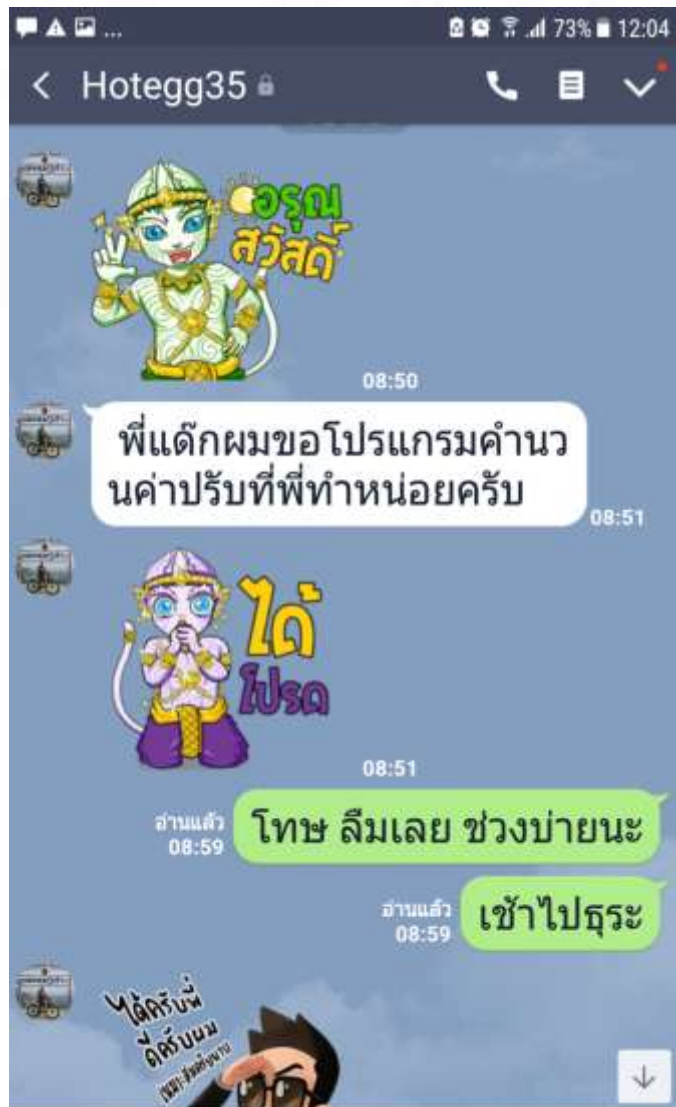 ...
73% 12:04
Hotegg35
อรุณ
สวัสดิ์
08:50
พี่แด๊กผมขอโปรแกรมคำนว
นค่าปรับที่พี่ทำหน่อยครับ
08:51
ได้
โปรด
08:51
โทษ ลืมเลย ช่วงบ่ายนะ
อ่านแล้ว
08:59
เช้าไปธุระ
อ่านแล้ว
08:59
ได้ครับพี่
ดีครับผม